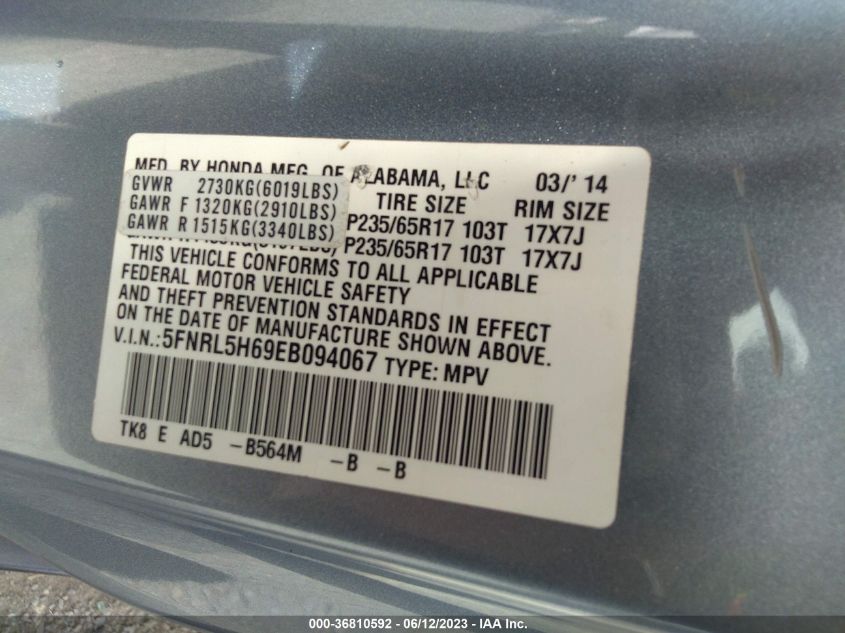 MFD. BY HONDA MFG. OF ALABAMA, LLC 03/' 14
GVWR 2730KG(6019LBS) TIRE SIZE RIM SIZE
GAWR F 1320KG(2910LBS) P235/65R17 103T 17X7J
GAWR R 1515KG(3340LBS) P235/65R17 103T 17X7J
THIS VEHICLE CONFORMS TO ALL APPLICABLE
FEDERAL MOTOR VEHICLE SAFETY
AND THEFT PREVENTION STANDARDS IN EFFECT
ON THE DATE OF MANUFACTURE SHOWN ABOVE.
V.I.N.:5FNRL5H69EB094067 TYPE: MPV
TK8 E AD5 -B564M -B -B
000-36810592 - 06/12/2023 - IAA Inc.